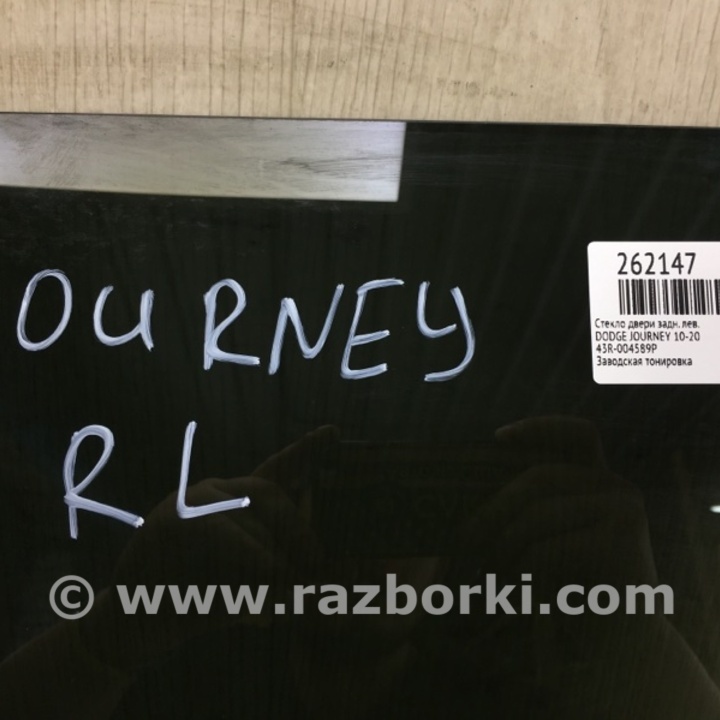 OURNEY
RL
262147
Стекло двери задн. лев.
DODGE JOURNEY 10-20
43R-004589P
Заводская тонировка
© www.razborki.com